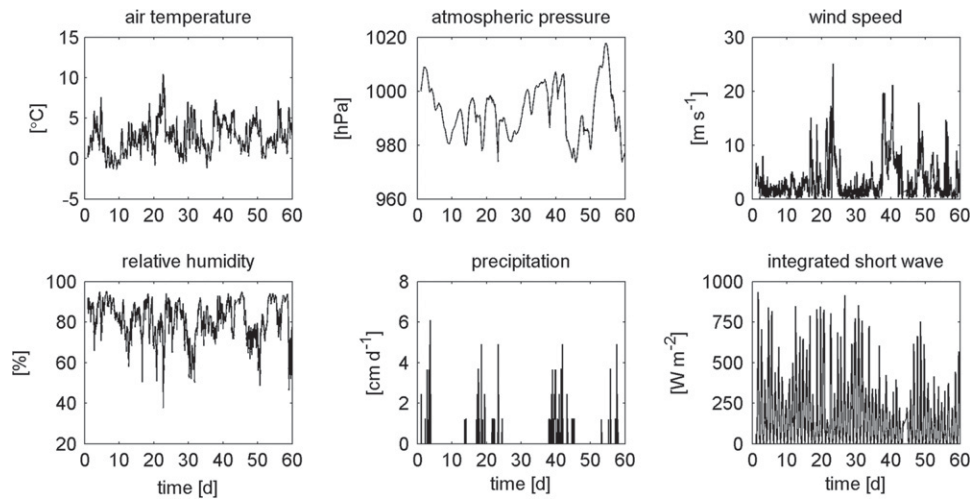 air temperature
[°C]
15
10
5
0
-5
0 10 20 30 40 50 60
atmospheric pressure
[hPa]
1020
1000
980
960
0 10 20 30 40 50 60
wind speed
[m s⁻¹]
30
20
10
0
0 10 20 30 40 50 60
relative humidity
[%]
100
80
60
40
20
0 10 20 30 40 50 60
time [d]
precipitation
[cm d⁻¹]
8
6
4
2
0
0 10 20 30 40 50 60
time [d]
integrated short wave
[W m⁻²]
1000
750
500
250
0
0 10 20 30 40 50 60
time [d]